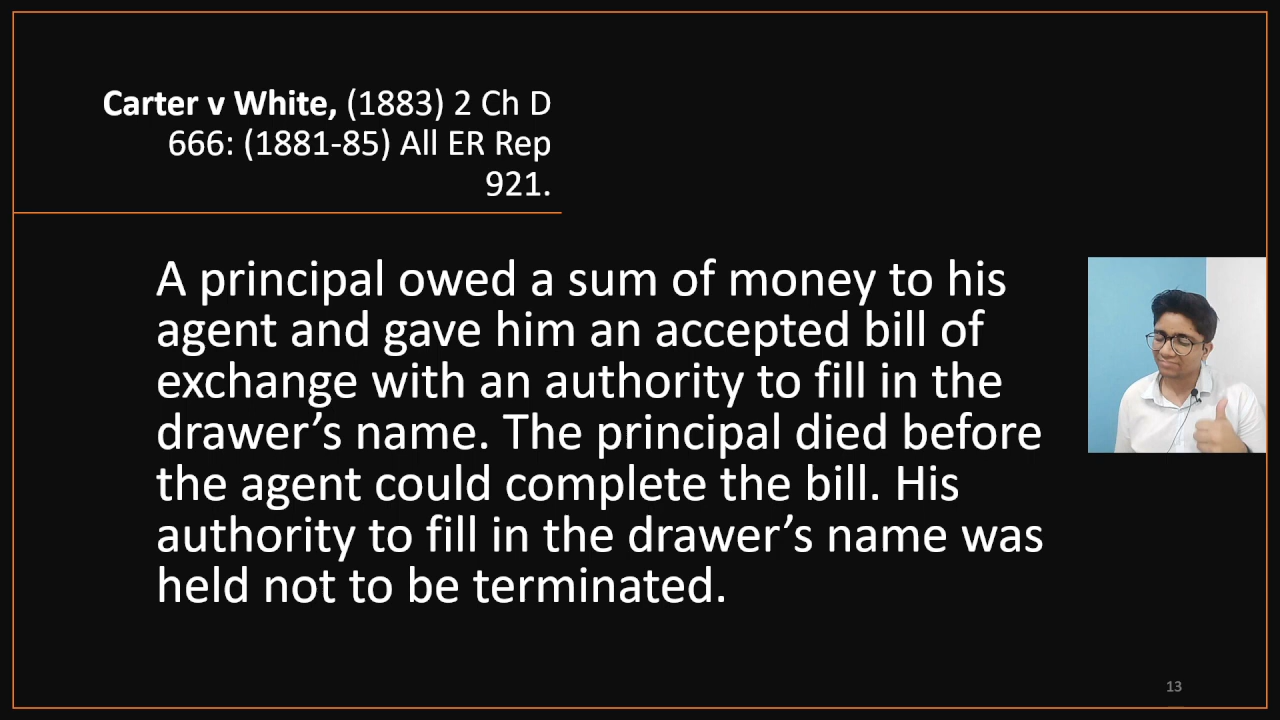 Carter v White, (1883) 2 Ch D
666: (1881-85) All ER Rep
921.
A principal owed a sum of money to his
agent and gave him an accepted bill of
exchange with an authority to fill in the
drawer’s name. The principal died before
the agent could complete the bill. His
authority to fill in the drawer’s name was
held not to be terminated.
13